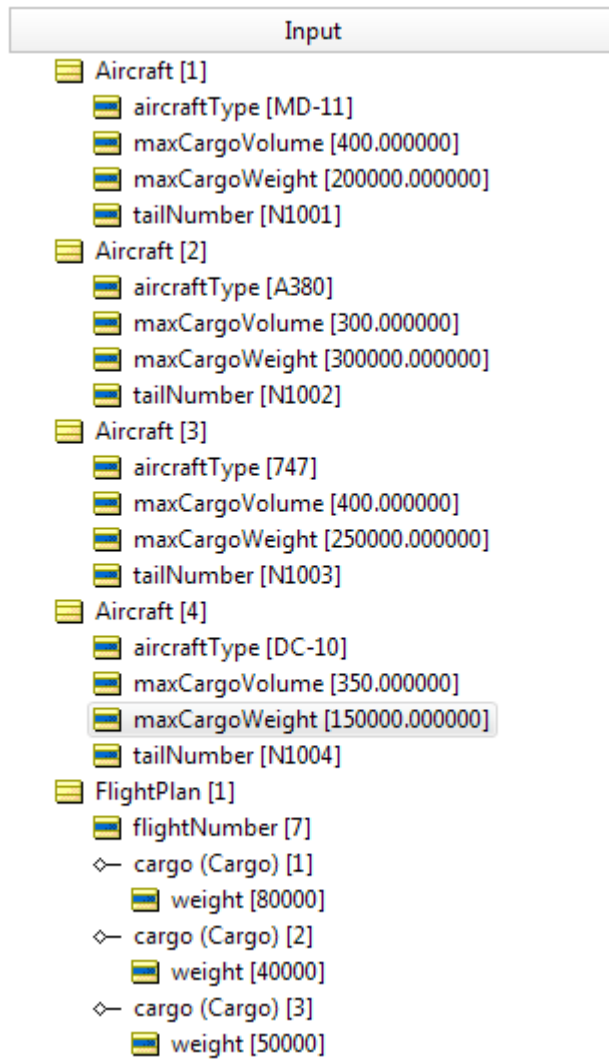 Input
Aircraft [1]
aircraftType [MD-11]
maxCargoVolume [400.000000]
maxCargoWeight [200000.000000]
tailNumber [N1001]
Aircraft [2]
aircraftType [A380]
maxCargoVolume [300.000000]
maxCargoWeight [300000.000000]
tailNumber [N1002]
Aircraft [3]
aircraftType [747]
maxCargoVolume [400.000000]
maxCargoWeight [250000.000000]
tailNumber [N1003]
Aircraft [4]
aircraftType [DC-10]
maxCargoVolume [350.000000]
maxCargoWeight [150000.000000]
tailNumber [N1004]
FlightPlan [1]
flightNumber [7]
cargo (Cargo) [1]
weight [80000]
cargo (Cargo) [2]
weight [40000]
cargo (Cargo) [3]
weight [50000]